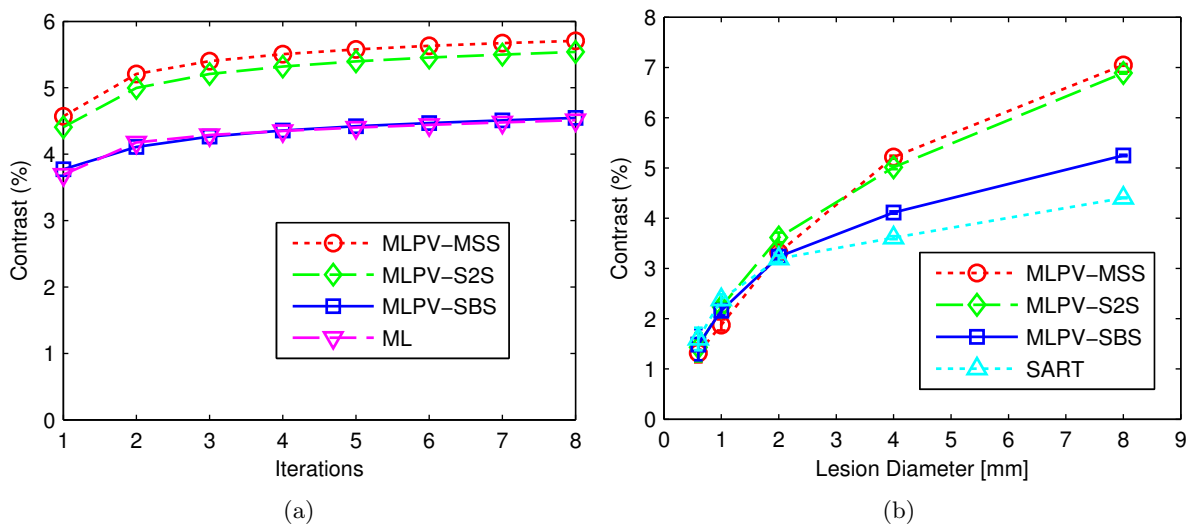 6
5
4
3
2
1
0
Contrast (%)
MLPV−MSS
MLPV−S2S
MLPV−SBS
ML
1 2 3 4 5 6 7 8
Iterations
(a)
8
7
6
5
4
3
2
1
0
Contrast (%)
MLPV−MSS
MLPV−S2S
MLPV−SBS
SART
0 1 2 3 4 5 6 7 8 9
Lesion Diameter [mm]
(b)